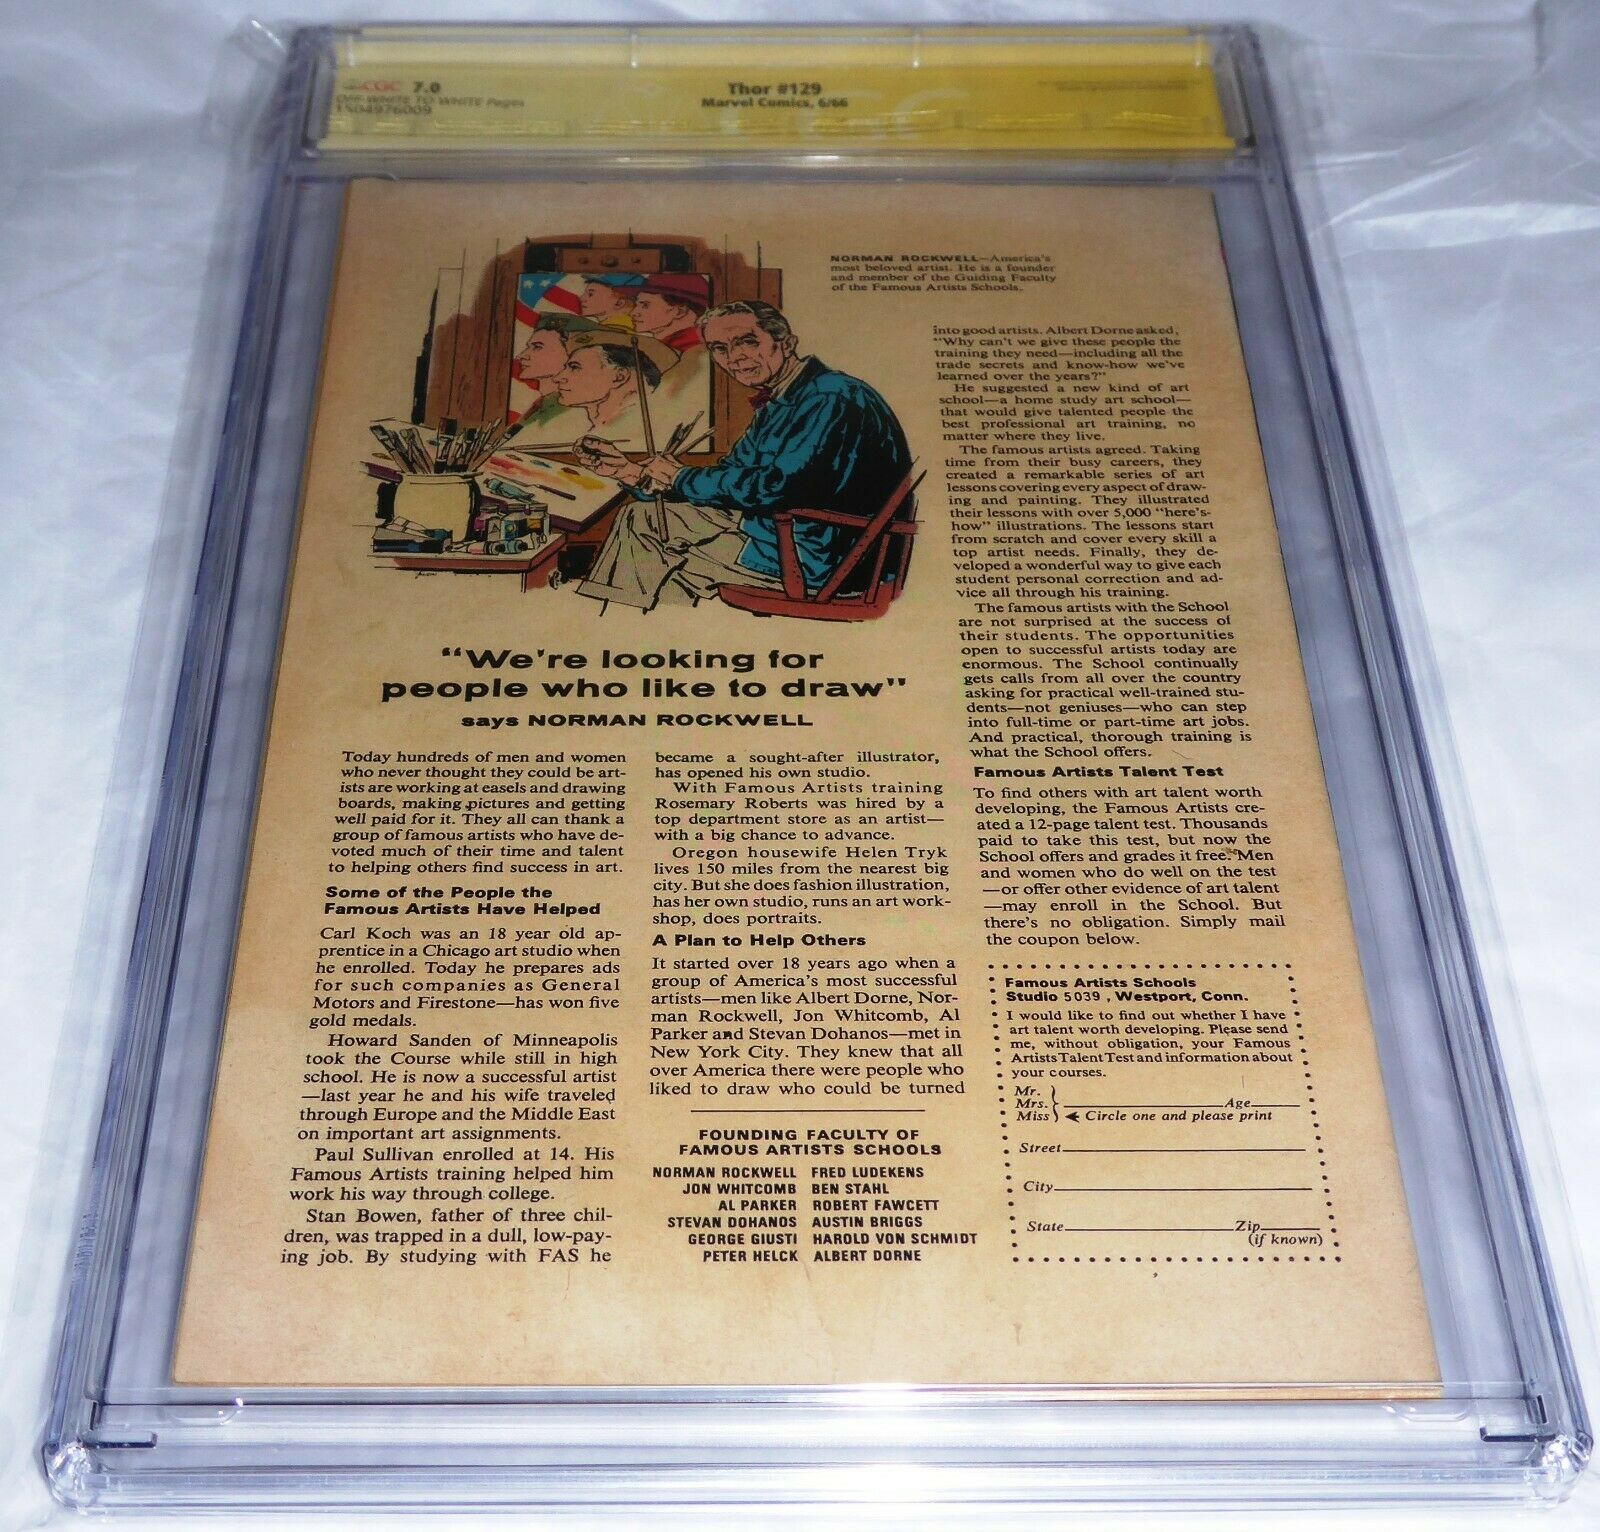 CGC 7.0
OFF-WHITE TO WHITE Pages
1504976009
Thor #129
Marvel Comics, 6/66
NORMAN ROCKWELL—America's
most beloved artist. He is a founder
and member of the Guiding Faculty
of the Famous Artists Schools.
"We're looking for
people who like to draw"
says NORMAN ROCKWELL
Today hundreds of men and women
who never thought they could be art-
ists are working at easels and drawing
boards, making pictures and getting
well paid for it. They all can thank a
group of famous artists who have de-
voted much of their time and talent
to helping others find success in art.
Some of the People the
Famous Artists Have Helped
Carl Koch was an 18 year old ap-
prentice in a Chicago art studio when
he enrolled. Today he prepares ads
for such companies as General
Motors and Firestone—has won five
gold medals.
Howard Sanden of Minneapolis
took the Course while still in high
school. He is now a successful artist
—last year he and his wife traveled
through Europe and the Middle East
on important art assignments.
Paul Sullivan enrolled at 14. His
Famous Artists training helped him
work his way through college.
Stan Bowen, father of three chil-
dren, was trapped in a dull, low-pay-
ing job. By studying with FAS he
became a sought-after illustrator,
has opened his own studio.
With Famous Artists training
Rosemary Roberts was hired by a
top department store as an artist—
with a big chance to advance.
Oregon housewife Helen Tryk
lives 150 miles from the nearest big
city. But she does fashion illustration,
has her own studio, runs an art work-
shop, does portraits.
A Plan to Help Others
It started over 18 years ago when a
group of America's most successful
artists—men like Albert Dorne, Nor-
man Rockwell, Jon Whitcomb, Al
Parker and Stevan Dohanos—met in
New York City. They knew that all
over America there were people who
liked to draw who could be turned
FOUNDING FACULTY OF
FAMOUS ARTISTS SCHOOLS
NORMAN ROCKWELL FRED LUDEKENS
JON WHITCOMB BEN STAHL
AL PARKER ROBERT FAWCETT
STEVAN DOHANOS AUSTIN BRIGGS
GEORGE GIUSTI HAROLD VON SCHMIDT
PETER HELCK ALBERT DORNE
into good artists. Albert Dorne asked,
"Why can't we give these people the
training they need—including all the
trade secrets and know-how we've
learned over the years?"
He suggested a new kind of art
school—a home study art school—
that would give talented people the
best professional art training, no
matter where they live.
The famous artists agreed. Taking
time from their busy careers, they
created a remarkable series of art
lessons covering every aspect of draw-
ing and painting. They illustrated
their lessons with over 5,000 "here's-
how" illustrations. The lessons start
from scratch and cover every skill a
top artist needs. Finally, they de-
veloped a wonderful way to give each
student personal correction and ad-
vice all through his training.
The famous artists with the School
are not surprised at the success of
their students. The opportunities
open to successful artists today are
enormous. The School continually
gets calls from all over the country
asking for practical well-trained stu-
dents—not geniuses—who can step
into full-time or part-time art jobs.
And practical, thorough training is
what the School offers.
Famous Artists Talent Test
To find others with art talent worth
developing, the Famous Artists cre-
ated a 12-page talent test. Thousands
paid to take this test, but now the
School offers and grades it free. Men
and women who do well on the test
—or offer other evidence of art talent
—may enroll in the School. But
there's no obligation. Simply mail
the coupon below.
Famous Artists Schools
Studio 5039 , Westport, Conn.
I would like to find out whether I have
art talent worth developing. Please send
me, without obligation, your Famous
Artists Talent Test and information about
your courses.
Mr.
Mrs. Age
Miss Circle one and please print
Street
City
State Zip
(if known)